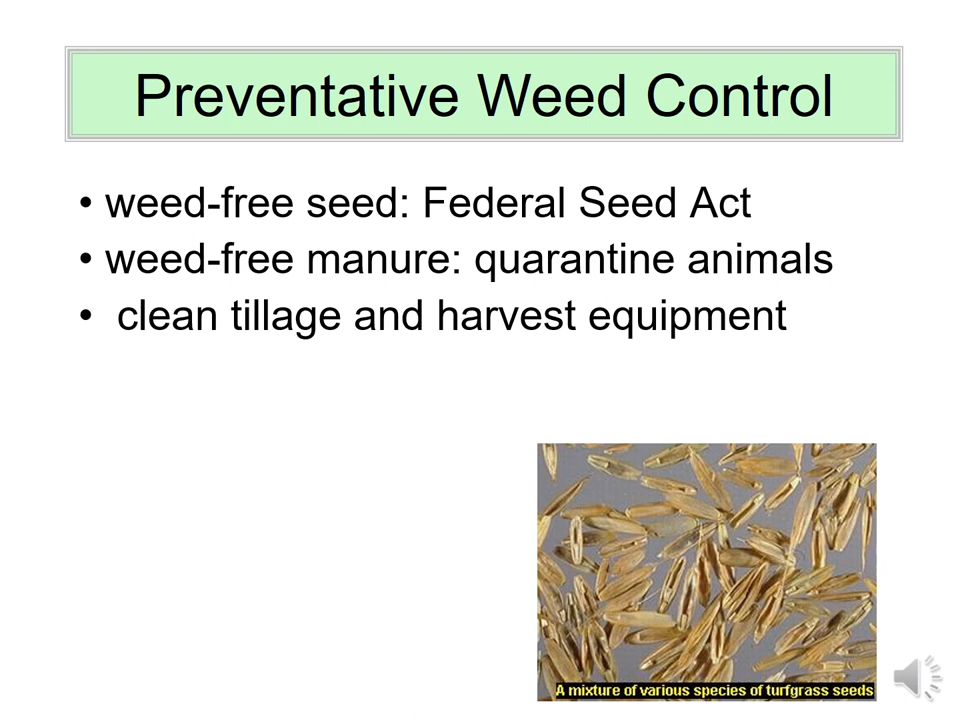 Preventative Weed Control
• weed-free seed: Federal Seed Act
• weed-free manure: quarantine animals
• clean tillage and harvest equipment
A mixture of various species of turfgrass seeds